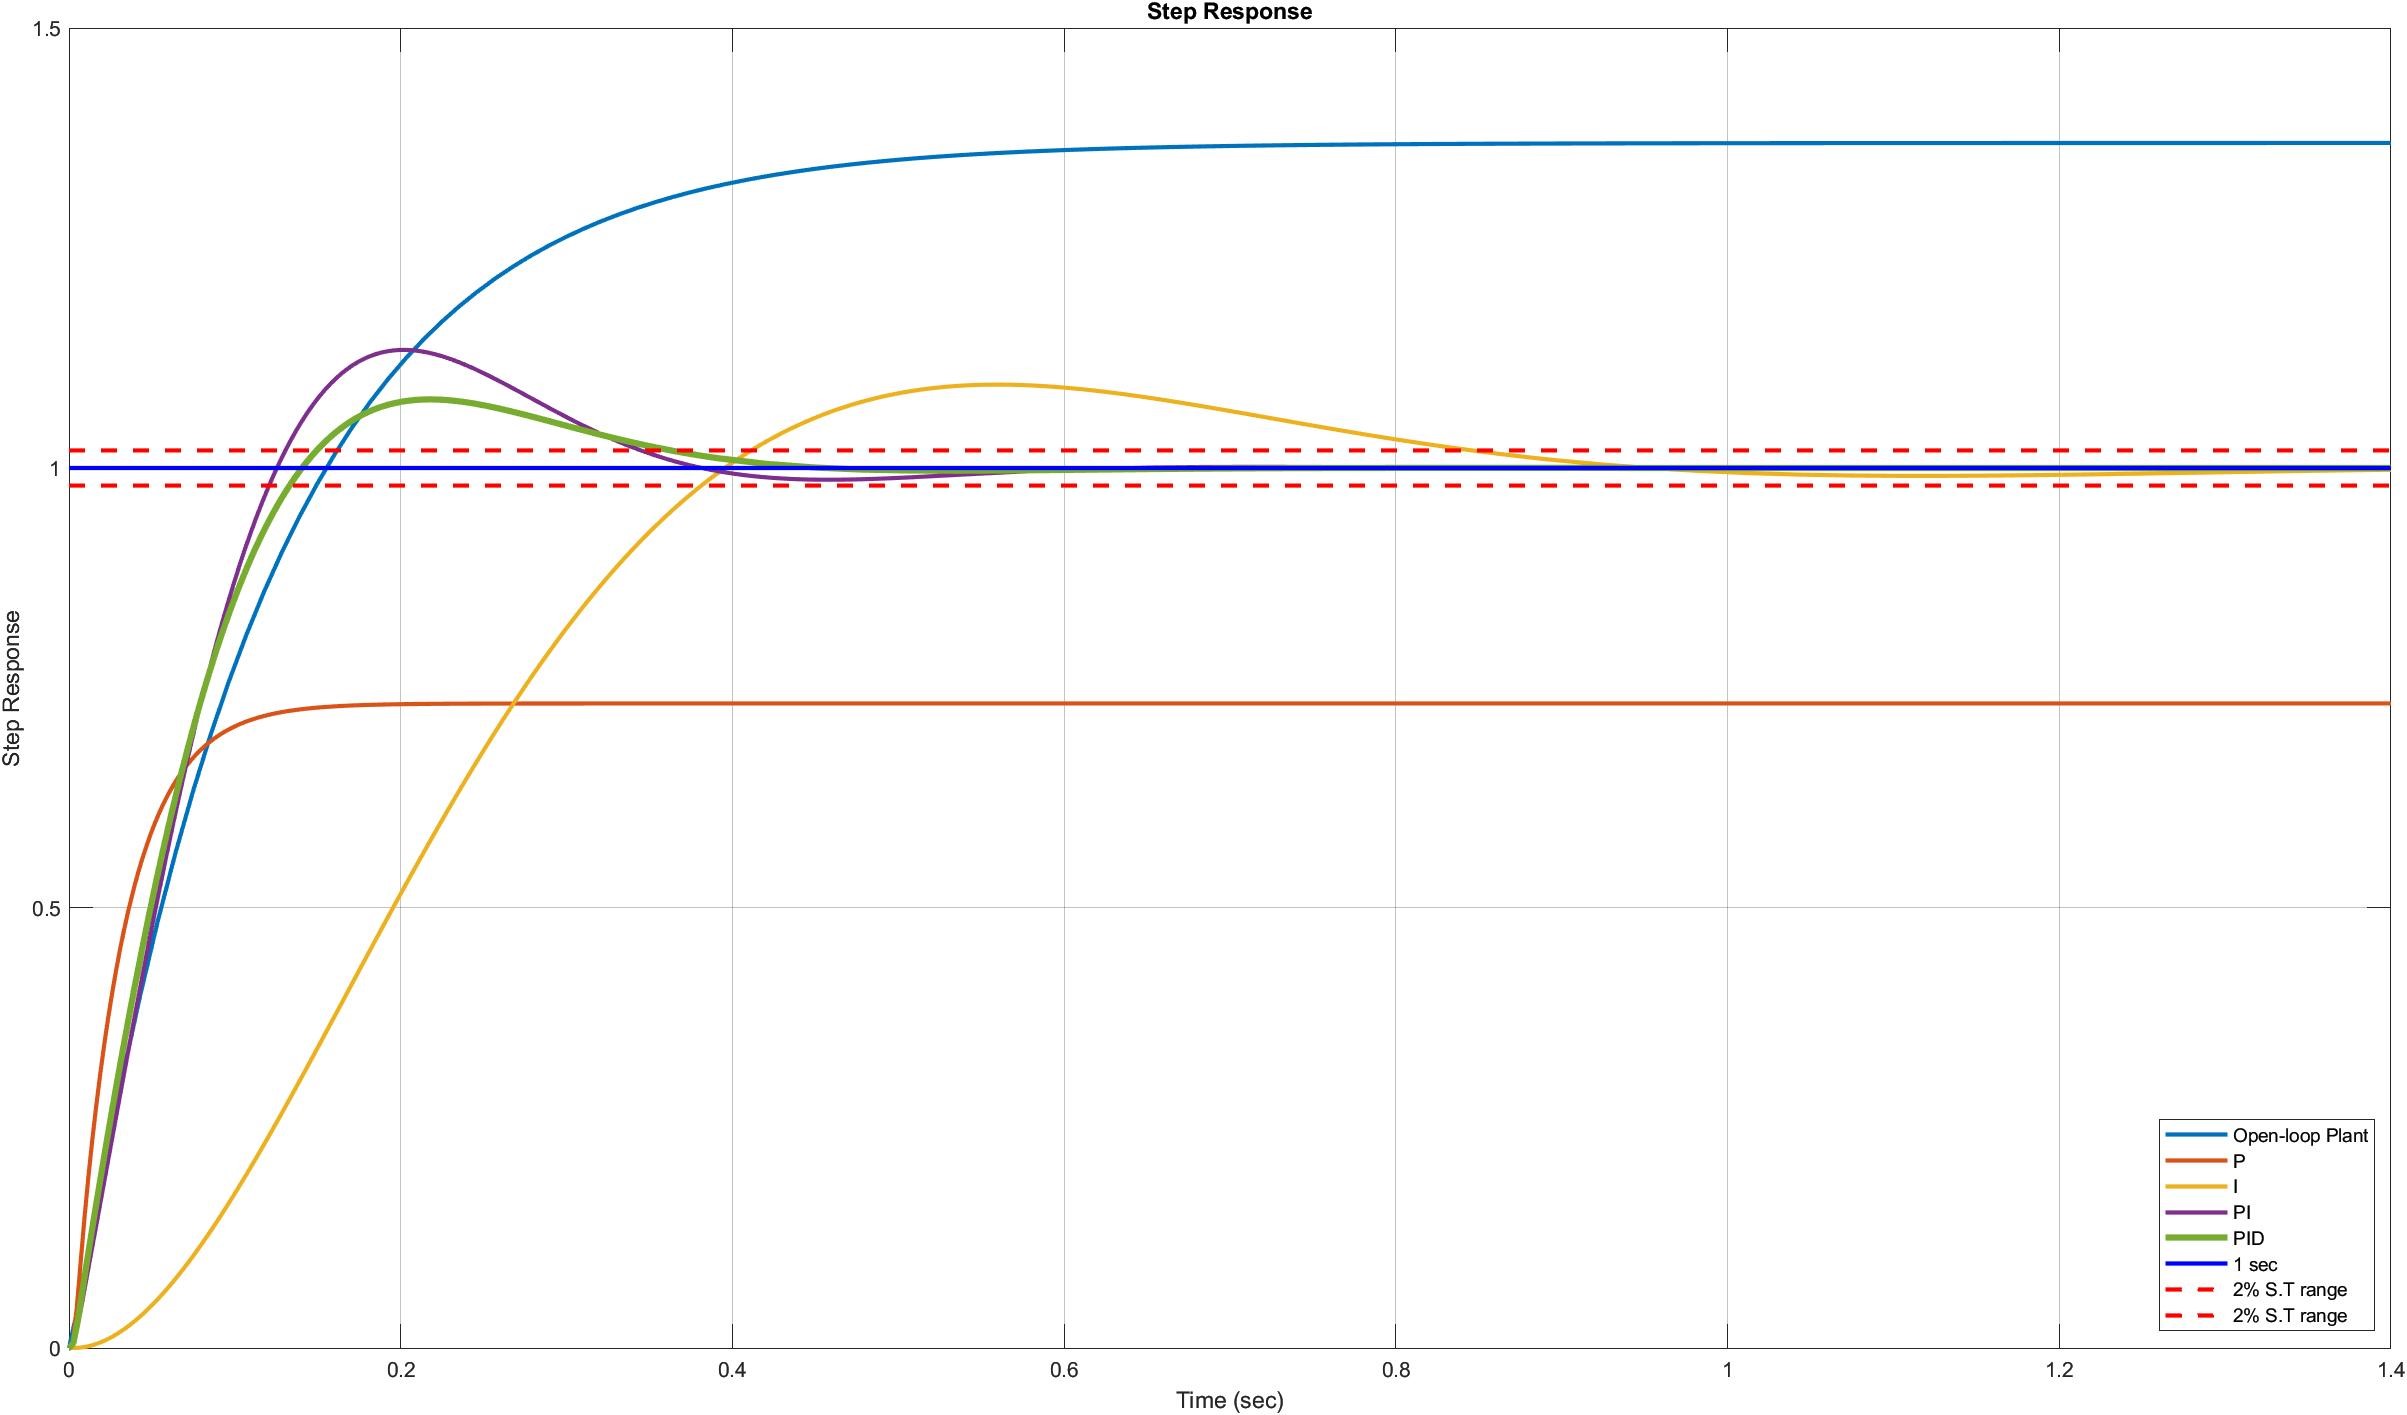 Step Response
1.5
1
0.5
0
Step Response
0
0.2
0.4
0.6
0.8
1
1.2
1.4
Time (sec)
Open-loop Plant
P
I
PI
PID
1 sec
2% S.T range
2% S.T range